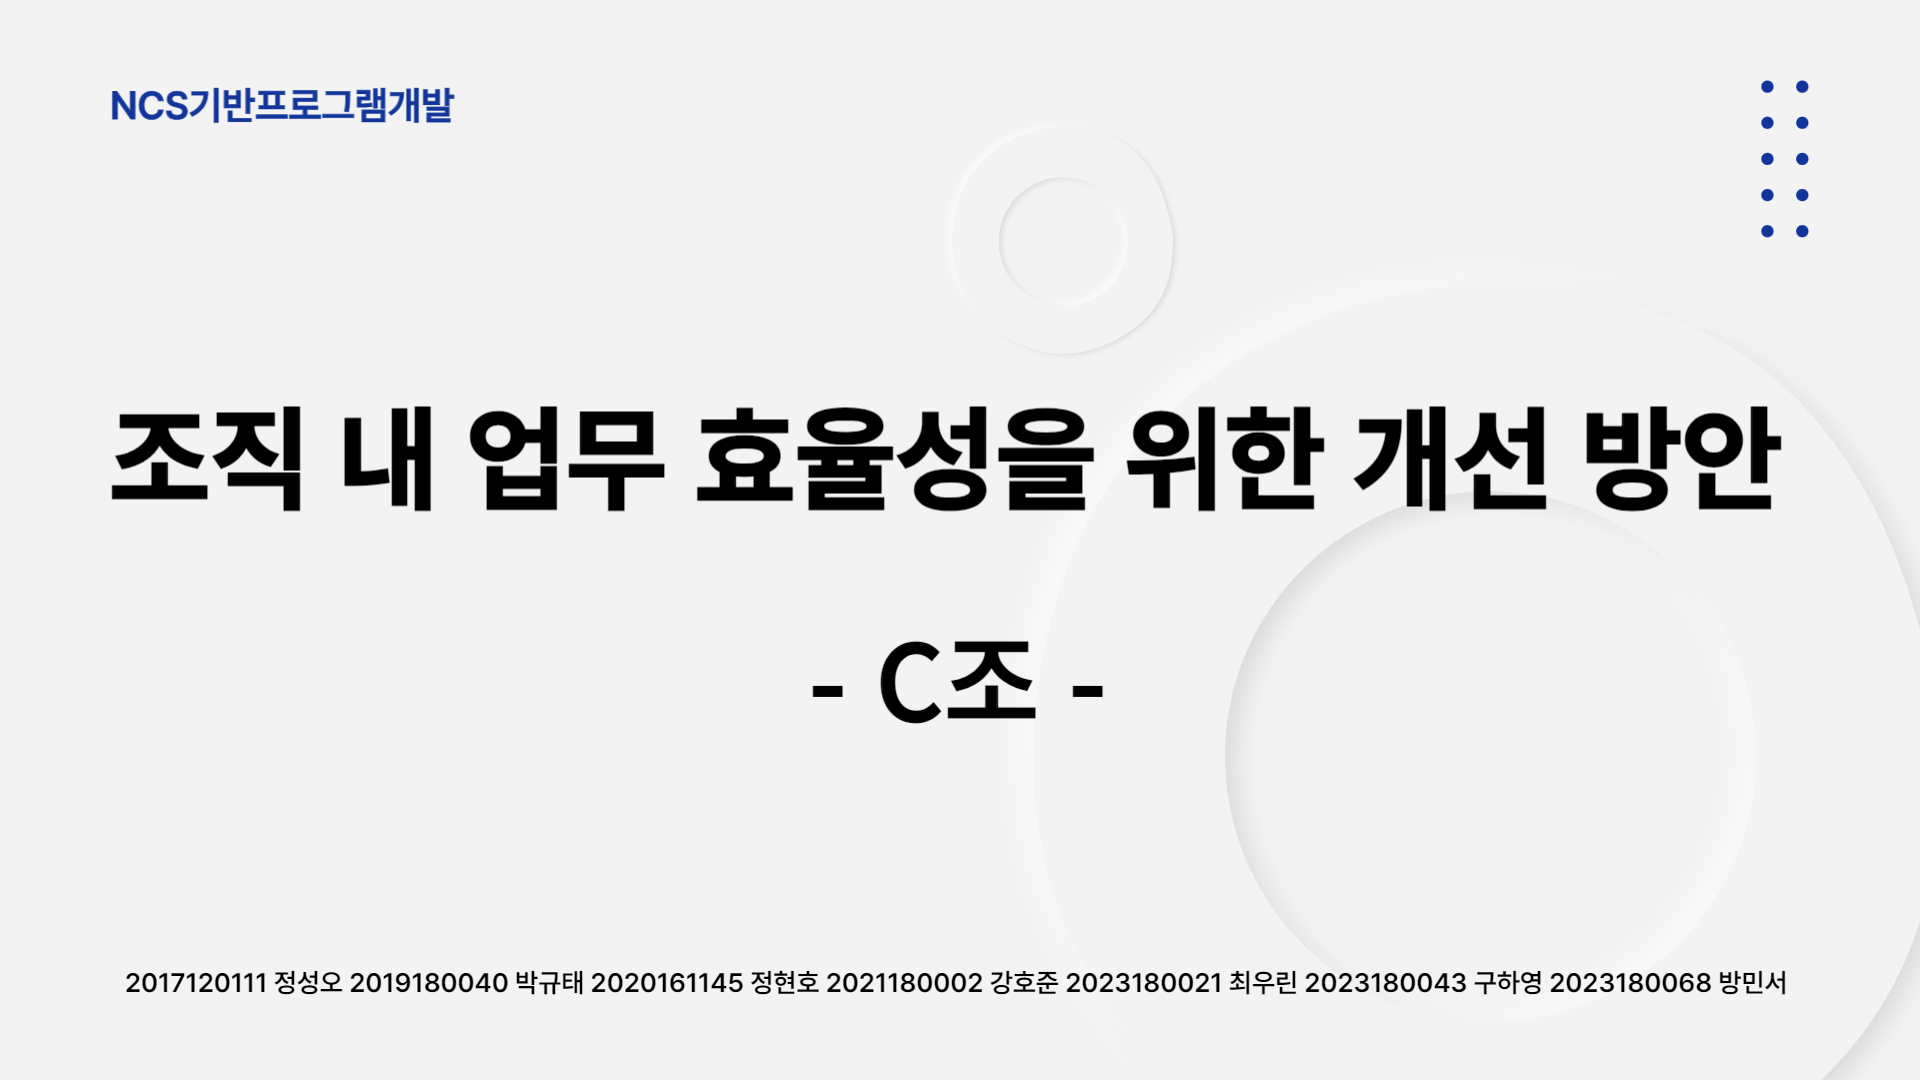 NCS기반프로그램개발
조직 내 업무 효율성을 위한 개선 방안
- C조 -
2017120111 정성오 2019180040 박규태 2020161145 정현호 2021180002 강호준 2023180021 최우린 2023180043 구하영 2023180068 방민서